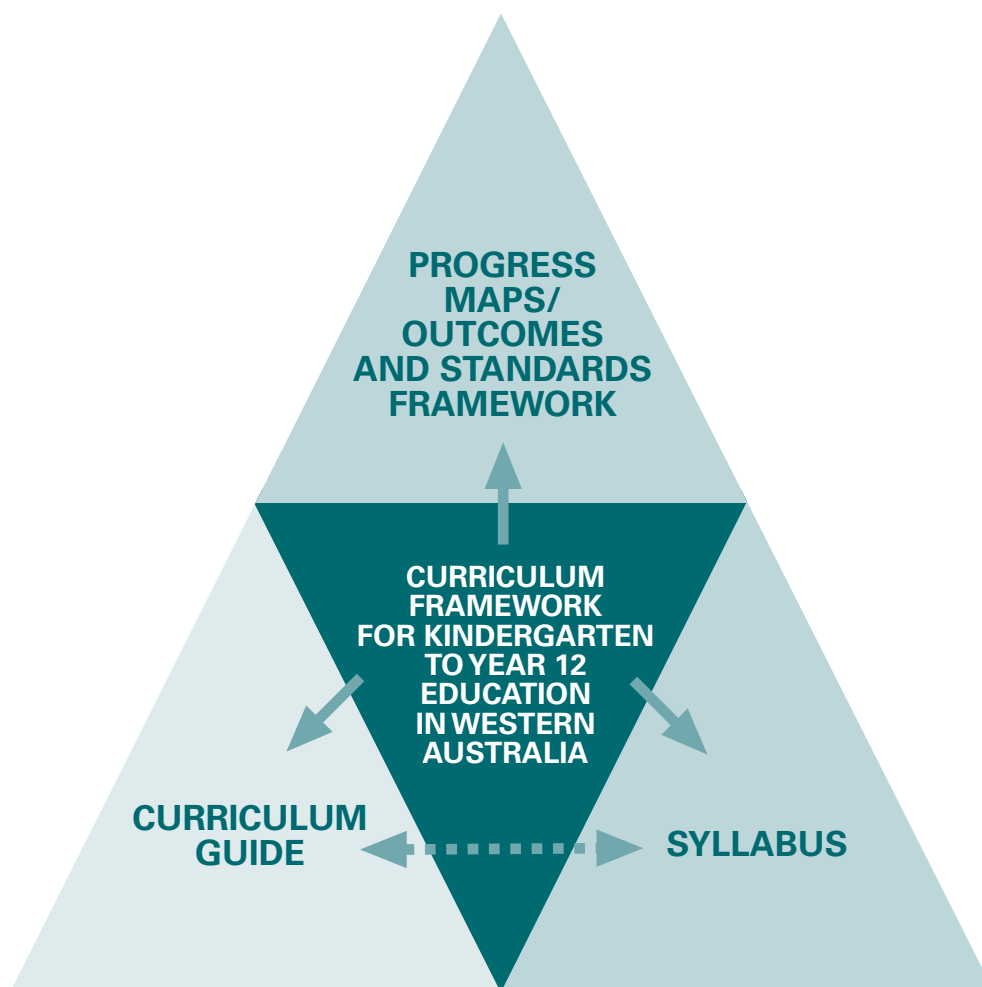 PROGRESS
MAPS/
OUTCOMES
AND STANDARDS
FRAMEWORK
CURRICULUM
FRAMEWORK
FOR KINDERGARTEN
TO YEAR 12
EDUCATION
IN WESTERN
AUSTRALIA
CURRICULUM
GUIDE
SYLLABUS